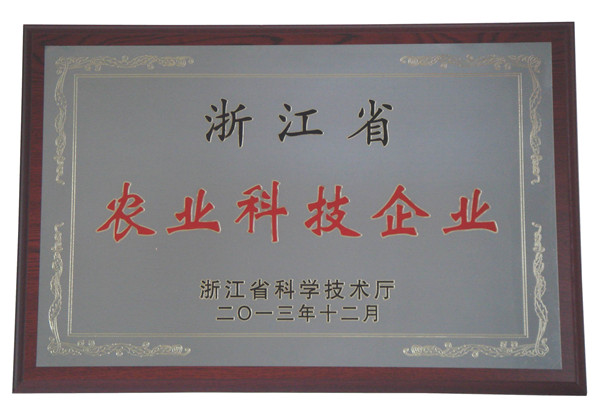 浙江省
农业科技企业
浙江省科学技术厅
二〇一三年十二月